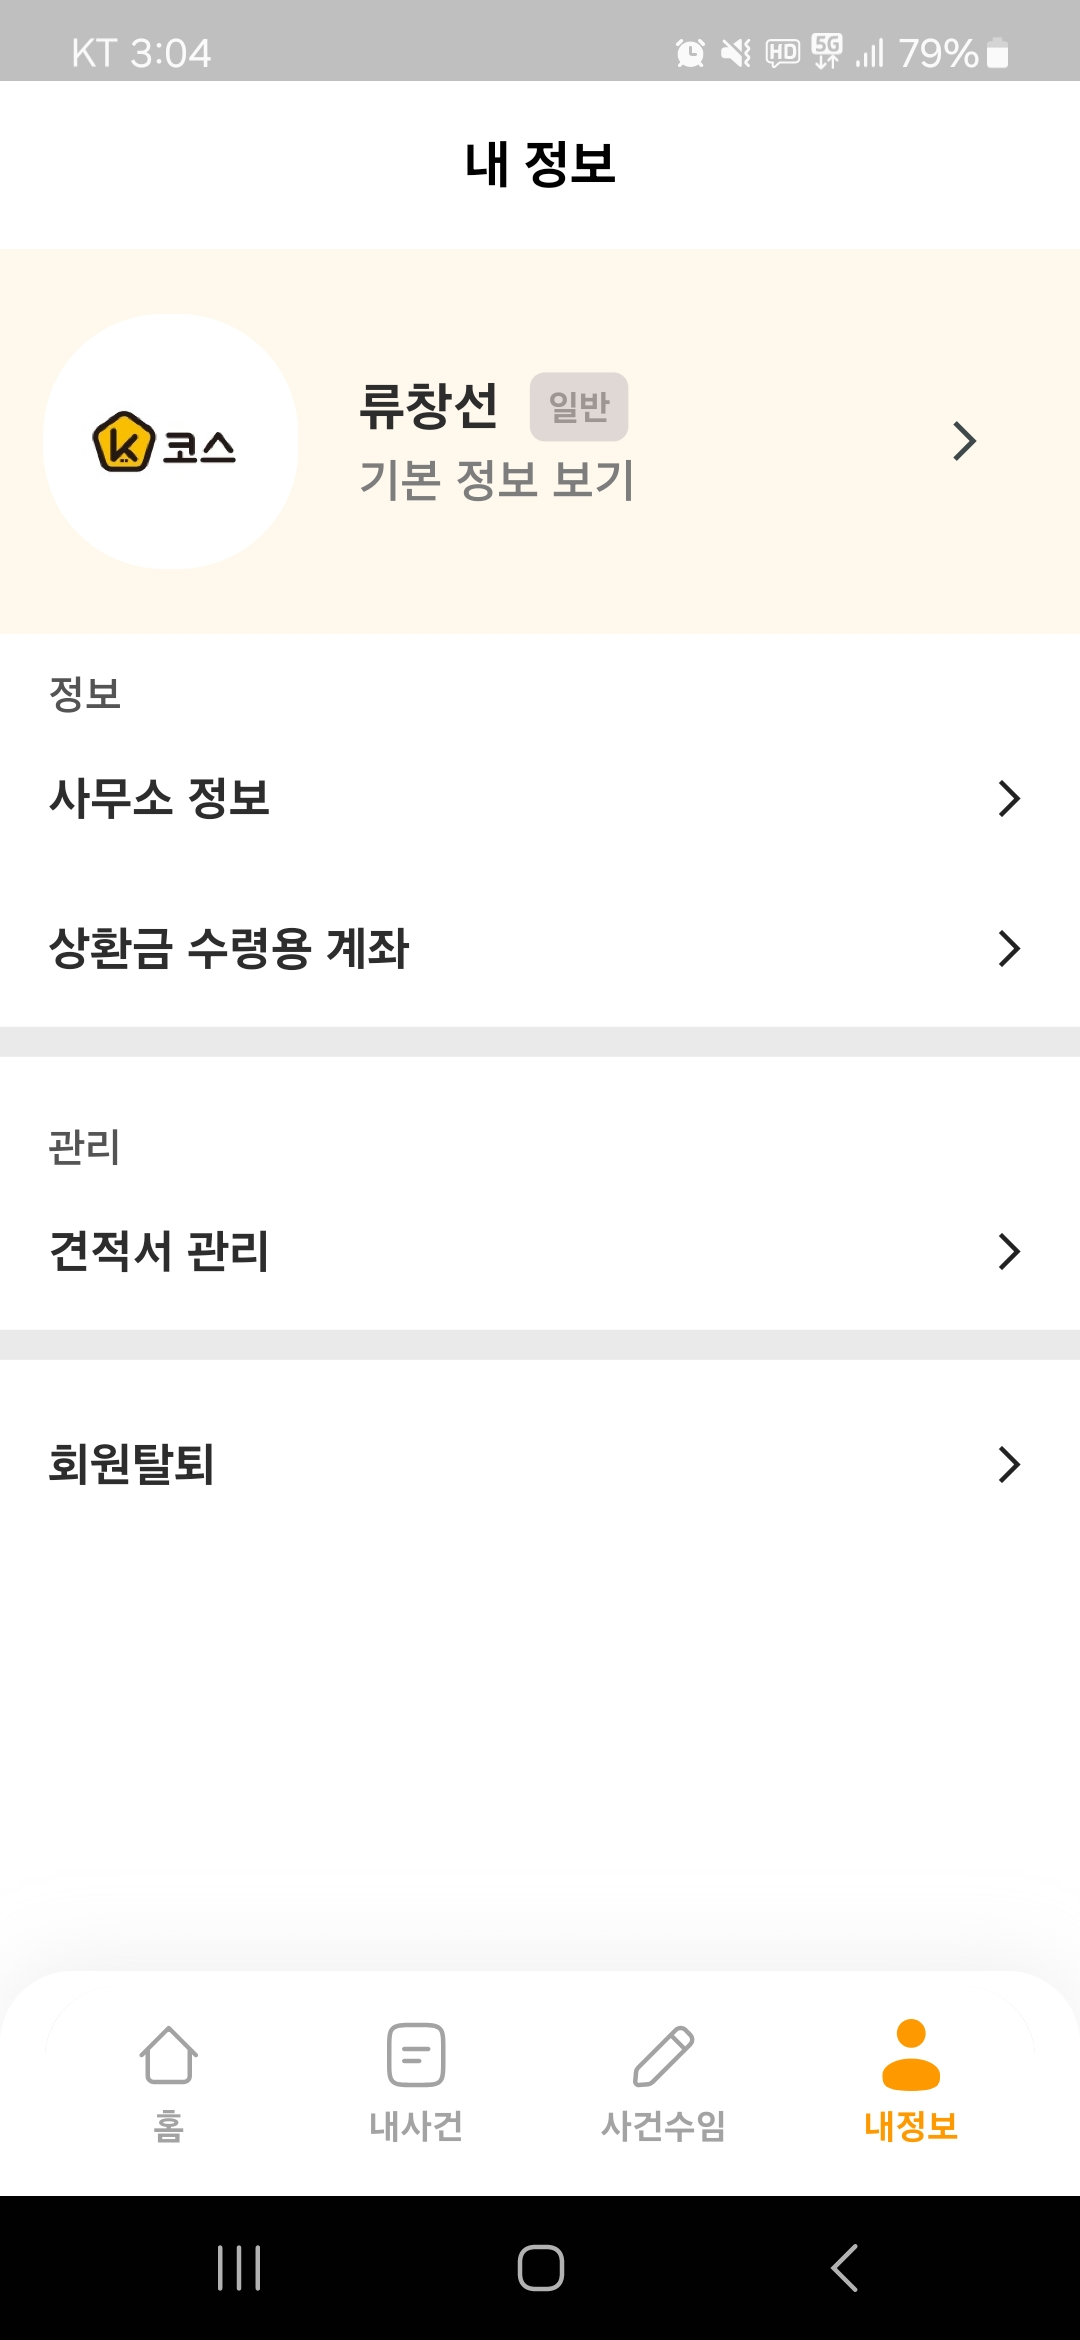 KT 3:04 HD 5G 79%
내 정보
K 코스
류창선 일반
기본 정보 보기
정보
사무소 정보
상환금 수령용 계좌
관리
견적서 관리
회원탈퇴
홈 내사건 사건수임 내정보